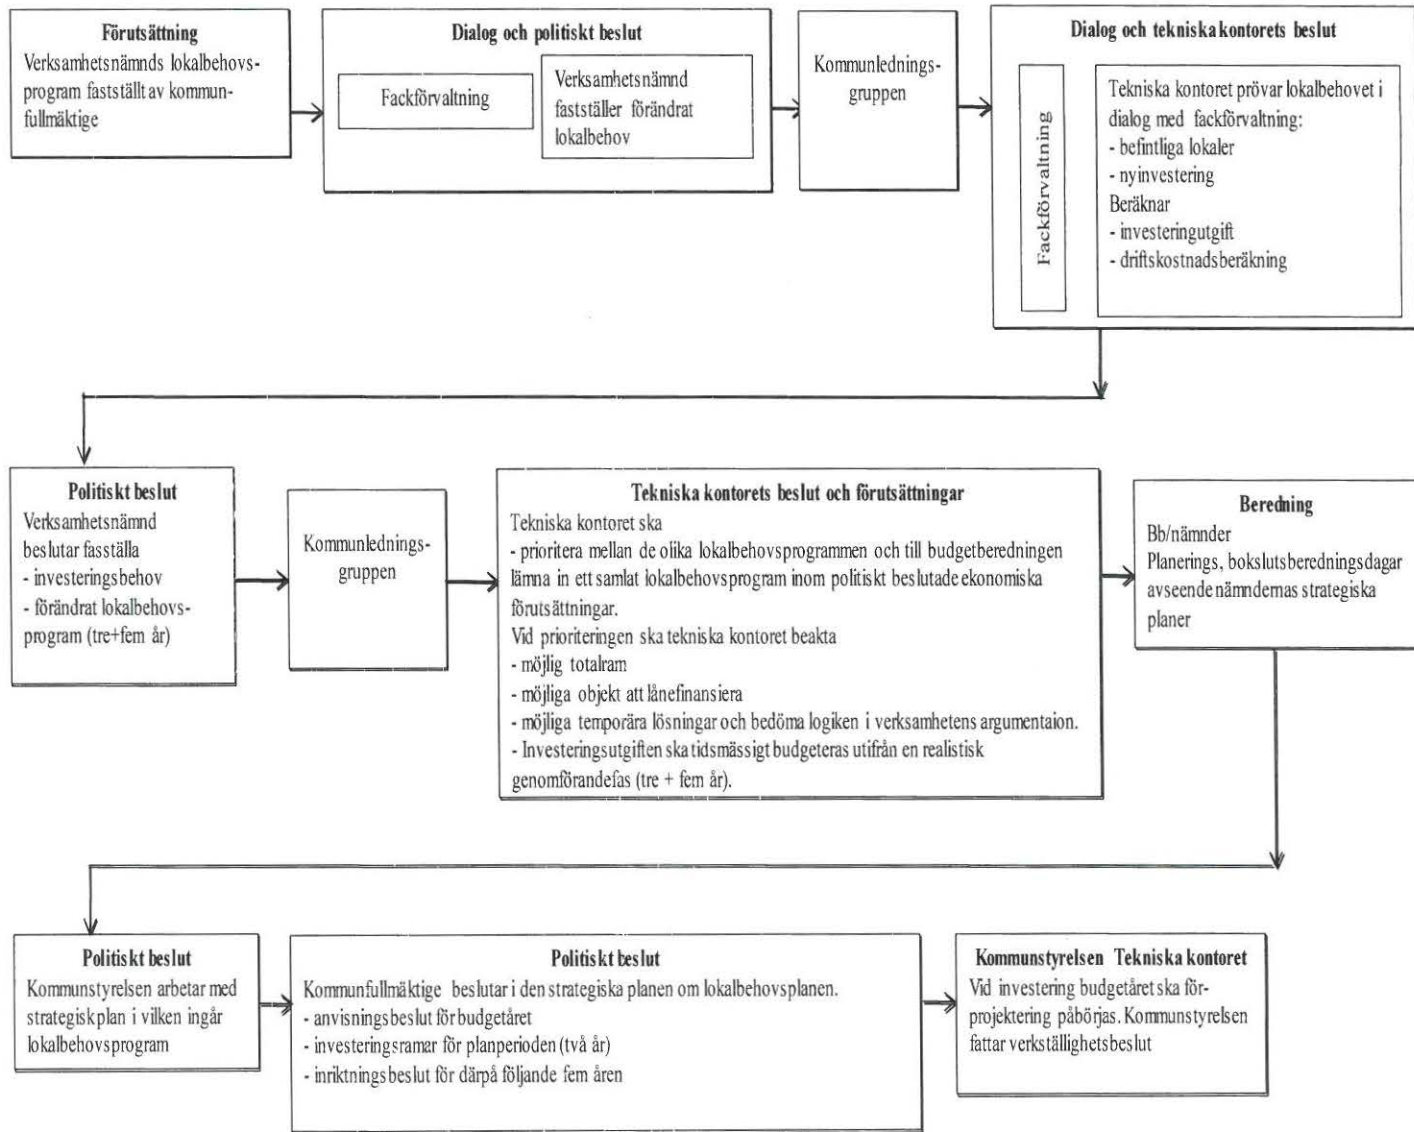 Förutsättning
Verksamhetsnämnds lokalbehovs-
program fastställt av kommun-
fullmäktige
Dialog och politiskt beslut
Fackförvaltning
Verksamhetsnämnd
fastställer förändrat
lokalbehov
Kommunlednings-
gruppen
Dialog och tekniska kontorets beslut
Fackförvaltning
Tekniska kontoret prövar lokalbehovet i
dialog med fackförvaltning:
- befintliga lokaler
- nyinvestering
Beräknar
- investeringutgift
- driftskostnadsberäkning
Politiskt beslut
Verksamhetsnämnd
beslutar fasställa
- investeringsbehov
- förändrat lokalbehovs-
program (tre+fem år)
Kommunlednings-
gruppen
Tekniska kontorets beslut och förutsättningar
Tekniska kontoret ska
- prioritera mellan de olika lokalbehovsprogrammen och till budgetberedningen
lämna in ett samlat lokalbehovsprogram inom politiskt beslutade ekonomiska
förutsättningar.
Vid prioriteringen ska tekniska kontoret beakta
- möjlig totalram
- möjliga objekt att lånefinansiera
- möjliga temporära lösningar och bedöma logiken i verksamhetens argumentaion.
- Investeringsutgiften ska tidsmässigt budgeteras utifrån en realistisk
genomförandefas (tre + fem år).
Beredning
Bb/nämnder
Planerings, bokslutsberedningsdagar
avseende nämndernas strategiska
planer
Politiskt beslut
Kommunstyrelsen arbetar med
strategisk plan i vilken ingår
lokalbehovsprogram
Politiskt beslut
Kommunfullmäktige beslutar i den strategiska planen om lokalbehovsplanen.
- anvisningsbeslut för budgetåret
- investeringsramar för planperioden (två år)
- inriktningsbeslut för därpå följande fem åren
Kommunstyrelsen Tekniska kontoret
Vid investering budgetåret ska för-
projektering påbörjas. Kommunstyrelsen
fattar verkställighetsbeslut